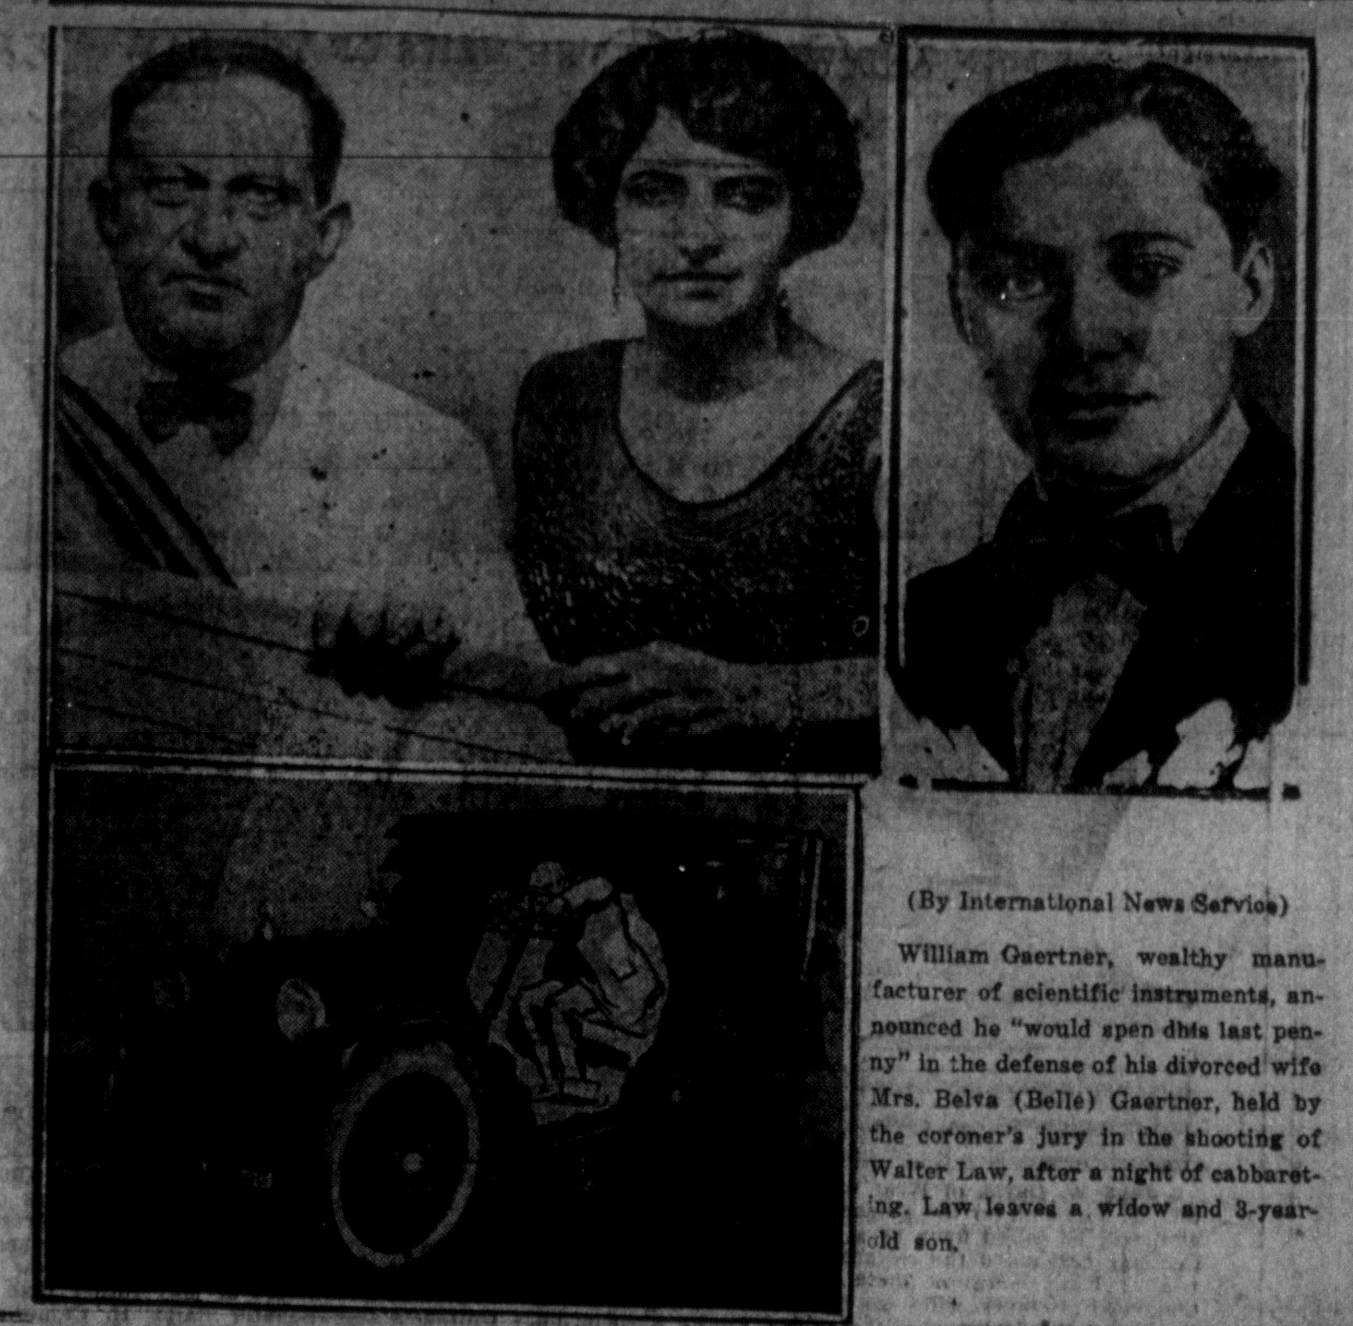 (By International News Service)
William Gaertner, wealthy manu-
facturer of scientific instruments, an-
nounced he "would spen dhis last pen-
ny" in the defense of his divorced wife
Mrs. Belva (Belle) Gaertner, held by
the coroner's jury in the shooting of
Walter Law, after a night of cabbaret-
ing. Law leaves a widow and 3-year-
old son.